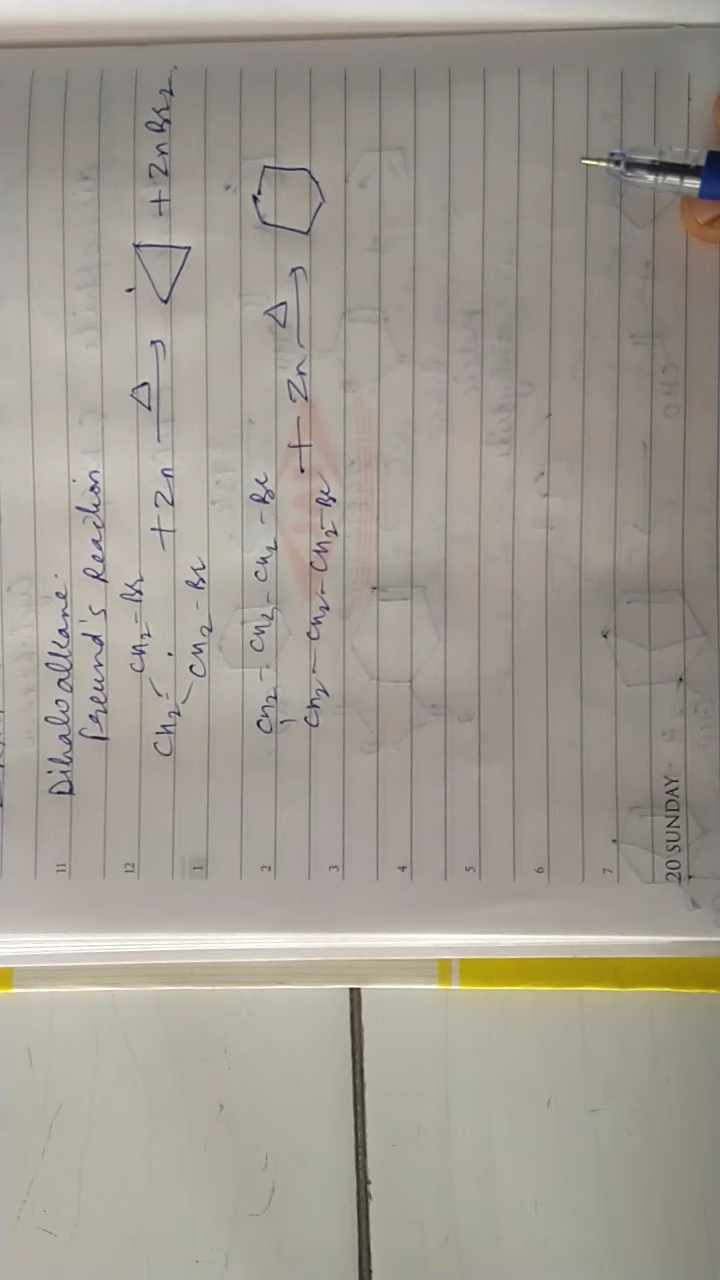 11 Dihaloalkane.
Freund's Reaction
12 CH2-Br
CH2 + Zn Δ → + ZnBr2.
1 CH2-Br
2 CH2-CH2-CH2-Br
CH2-CH2-CH2-Br + Zn Δ →
3
4
5
6
7
20 SUNDAY